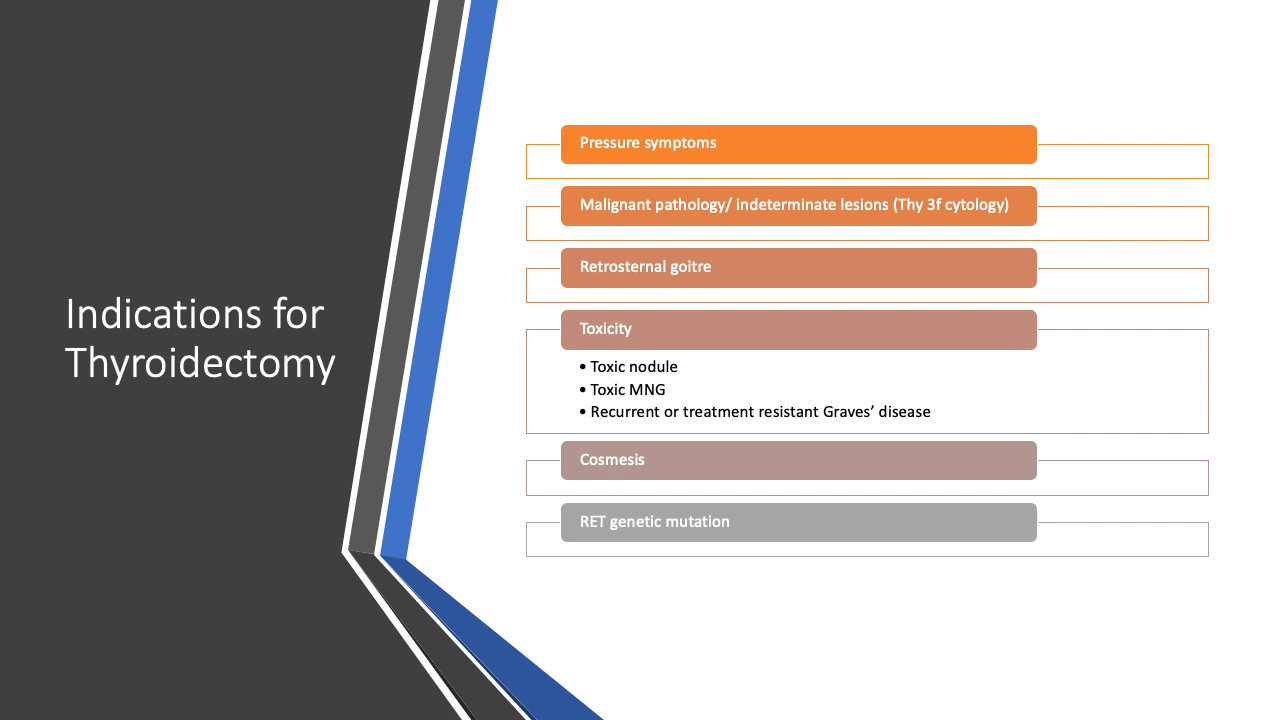 Indications for
Thyroidectomy
Pressure symptoms
Malignant pathology/ indeterminate lesions (Thy 3f cytology)
Retrosternal goitre
Toxicity
• Toxic nodule
• Toxic MNG
• Recurrent or treatment resistant Graves’ disease
Cosmesis
RET genetic mutation